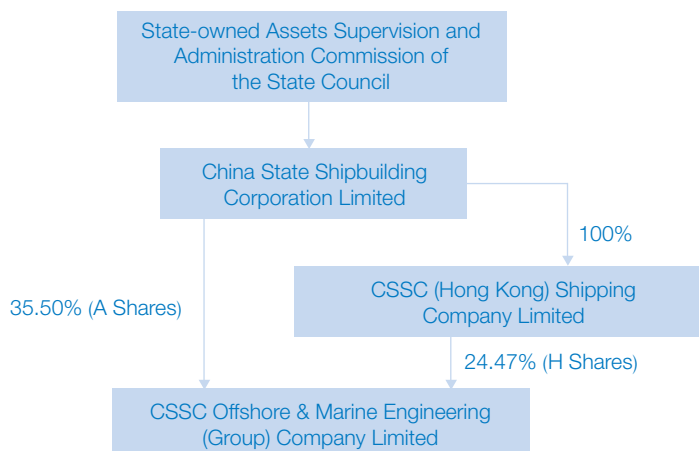 State-owned Assets Supervision and
Administration Commission of
the State Council
China State Shipbuilding
Corporation Limited
100%
35.50% (A Shares)
CSSC (Hong Kong) Shipping
Company Limited
24.47% (H Shares)
CSSC Offshore & Marine Engineering
(Group) Company Limited